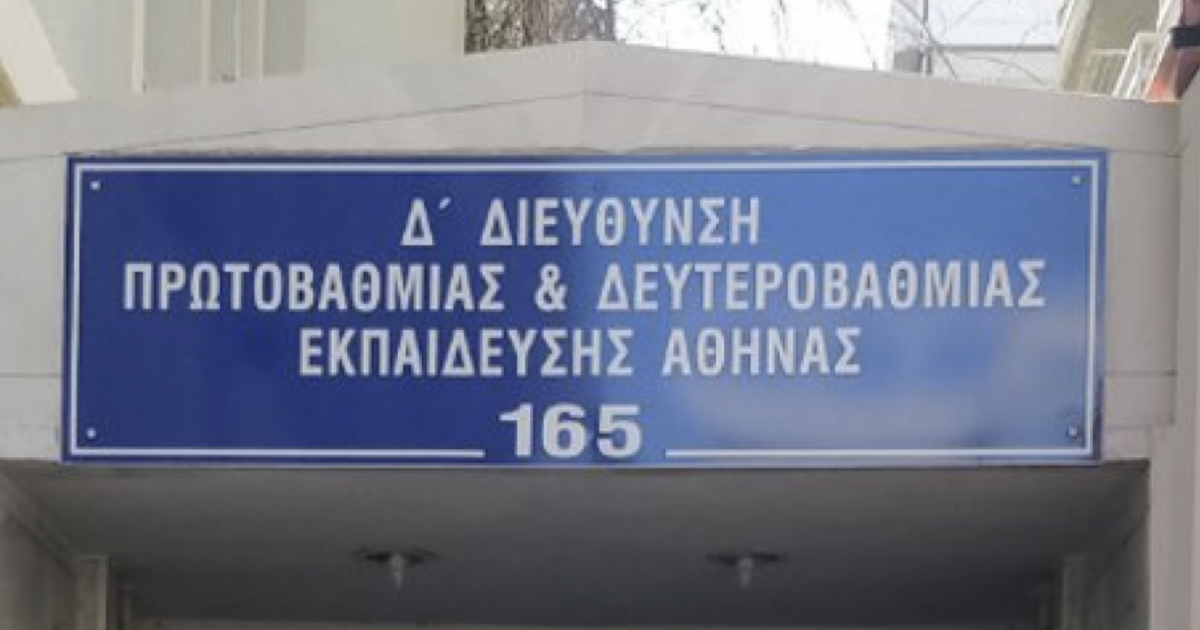 Δ΄ ΔΙΕΥΘΥΝΣΗ
ΠΡΩΤΟΒΑΘΜΙΑΣ & ΔΕΥΤΕΡΟΒΑΘΜΙΑΣ
ΕΚΠΑΙΔΕΥΣΗΣ ΑΘΗΝΑΣ
165